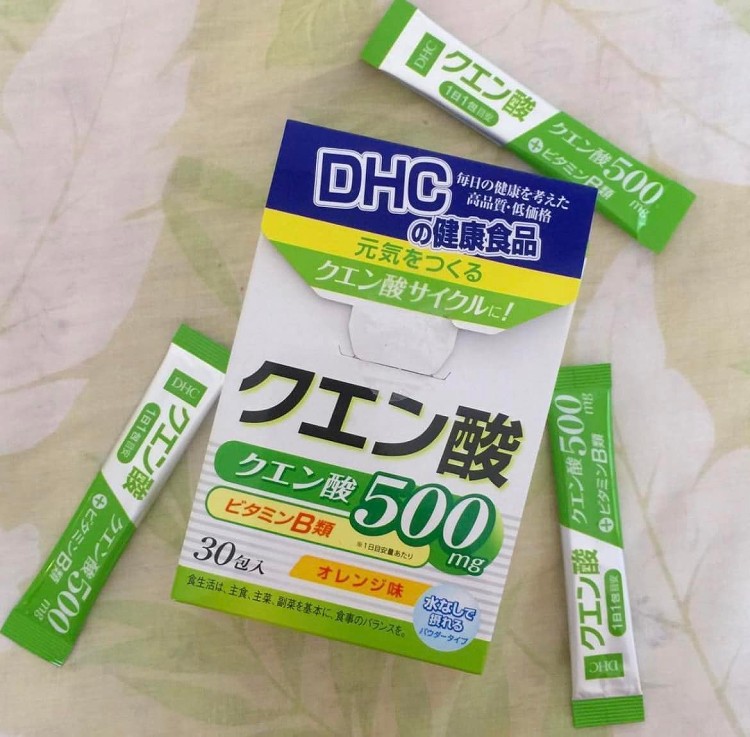 DHC
クエン酸
1日1包目安
クエン酸500mg
+ビタミンB類
DHC
毎日の健康を考えた
高品質・低価格
の健康食品
元気をつくる
クエン酸サイクルに!
クエン酸
クエン酸500mg
ビタミンB類
※1日目安量あたり
30包入
オレンジ味
食生活は、主食、主菜、副菜を基本に、食事のバランスを。
水なしで
摂れる
パウダータイプ
DHC
クエン酸
1日1包目安
クエン酸500mg
+ビタミンB類
クエン酸500mg
+ビタミンB類
クエン酸
1日1包目安
DHC